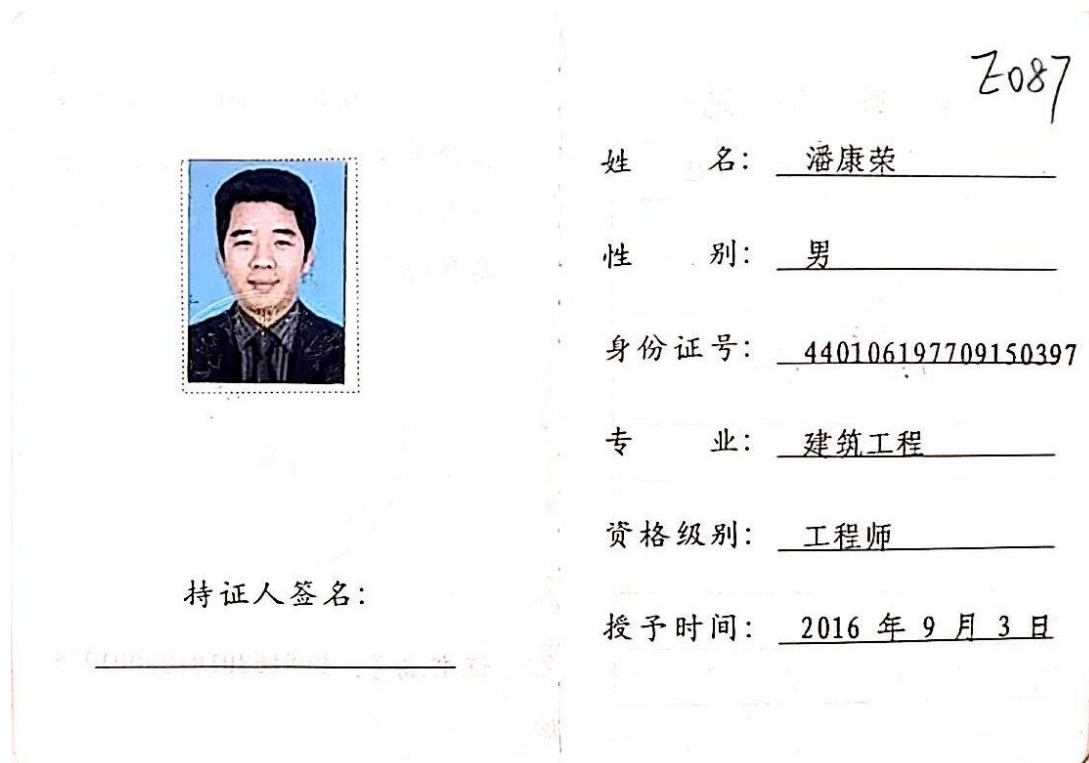 Z087
姓 名: 潘康荣
性 别: 男
身份证号: 440106197709150397
专 业: 建筑工程
资格级别: 工程师
持证人签名:
授予时间: 2016 年 9 月 3 日